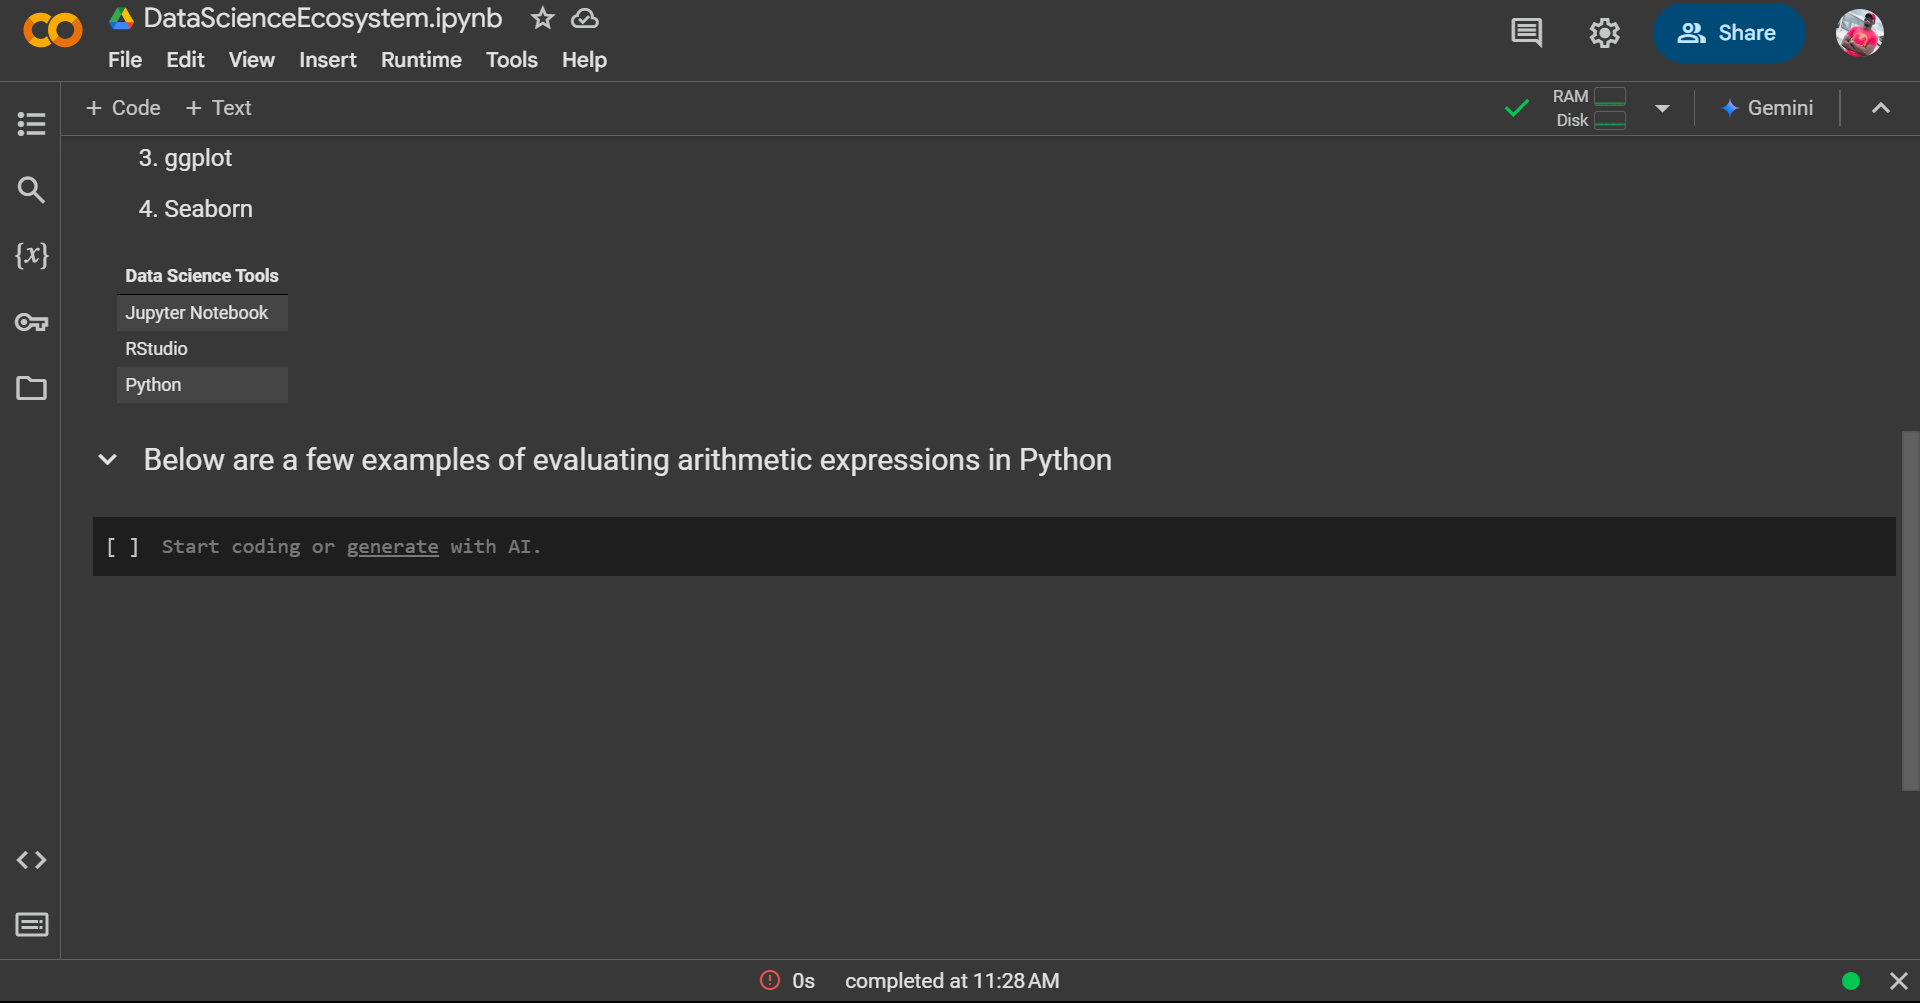 DataScienceEcosystem.ipynb
File Edit View Insert Runtime Tools Help
Share
+ Code + Text
RAM
Disk
Gemini
3. ggplot
4. Seaborn
Data Science Tools
Jupyter Notebook
RStudio
Python
Below are a few examples of evaluating arithmetic expressions in Python
[ ] Start coding or generate with AI.
0s completed at 11:28 AM